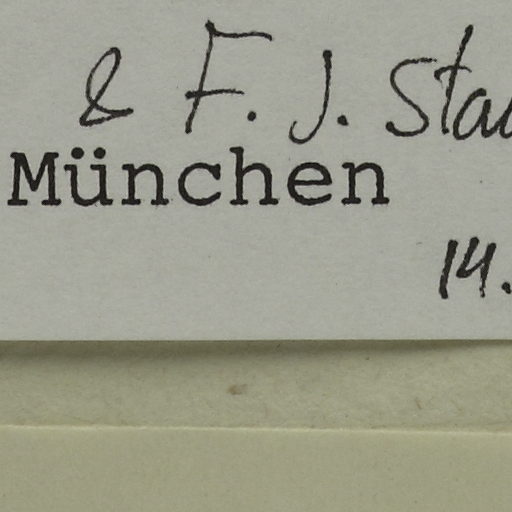 & F. J. Sta
München
14.